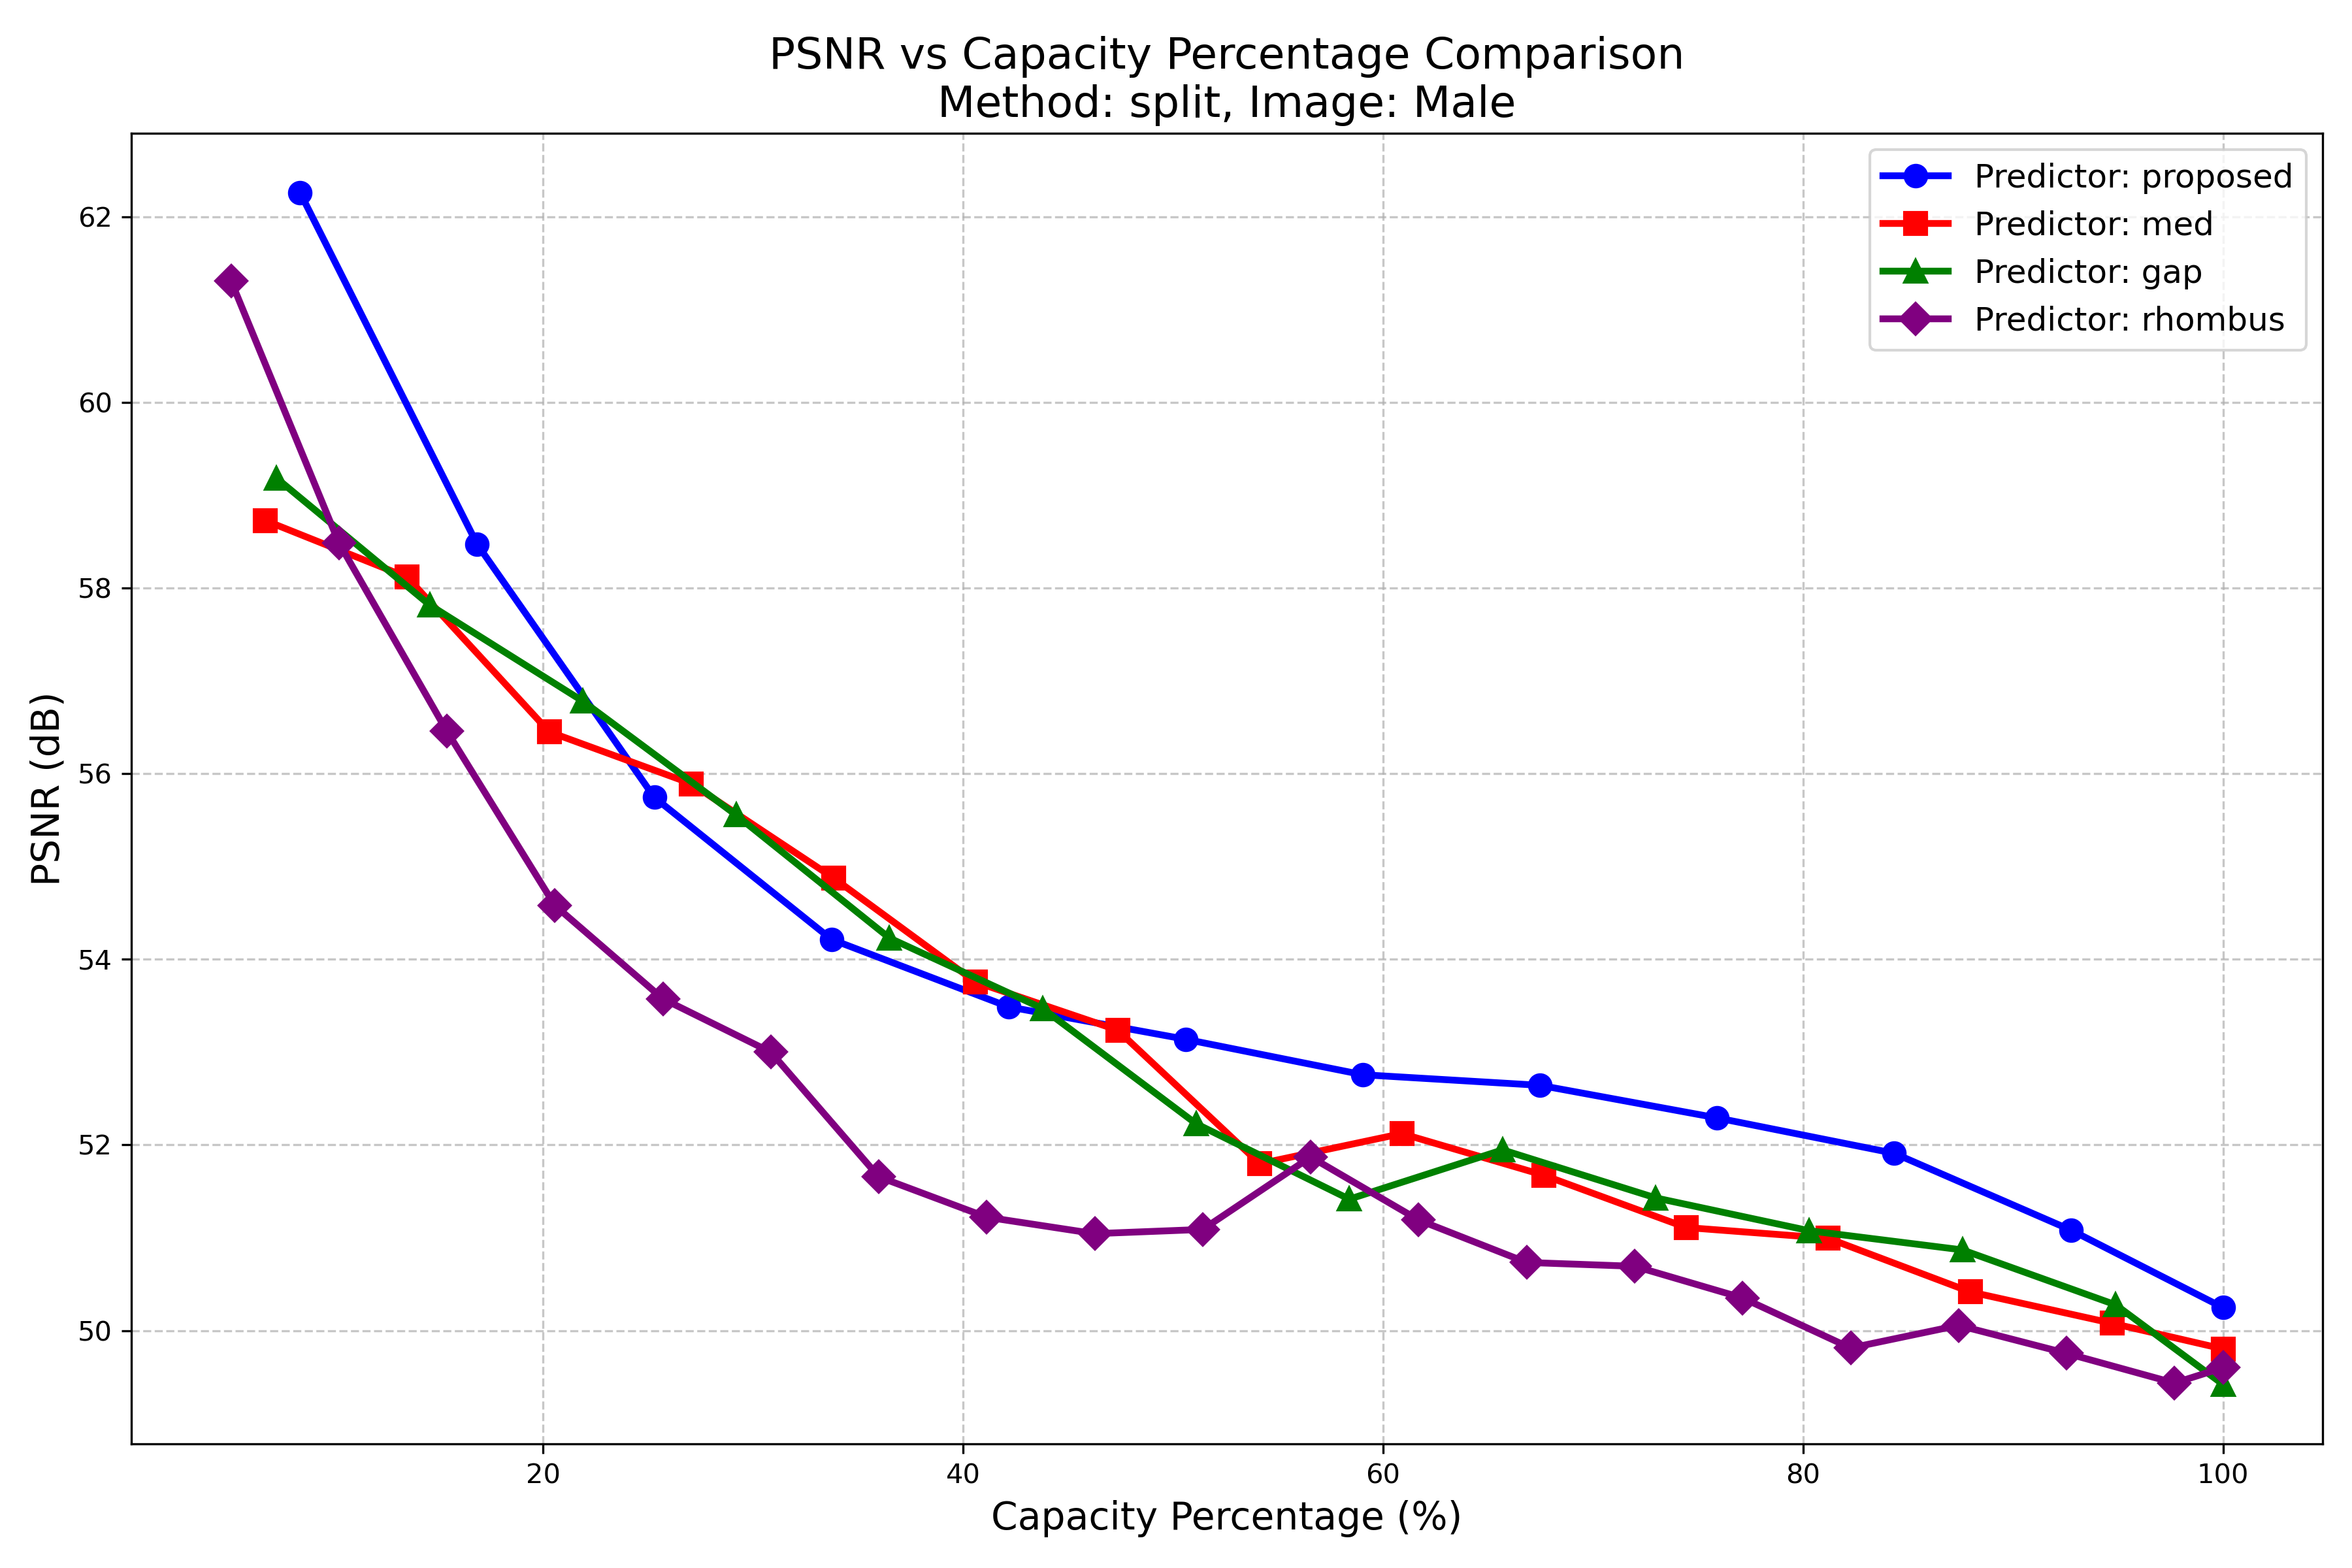 PSNR vs Capacity Percentage Comparison
Method: split, Image: Male
Predictor: proposed
Predictor: med
Predictor: gap
Predictor: rhombus
PSNR (dB)
62
60
58
56
54
52
50
20 40 60 80 100
Capacity Percentage (%)